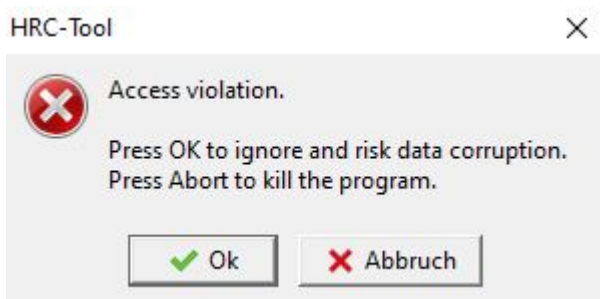 HRC-Tool
Access violation.
Press OK to ignore and risk data corruption.
Press Abort to kill the program.
Ok
Abbruch